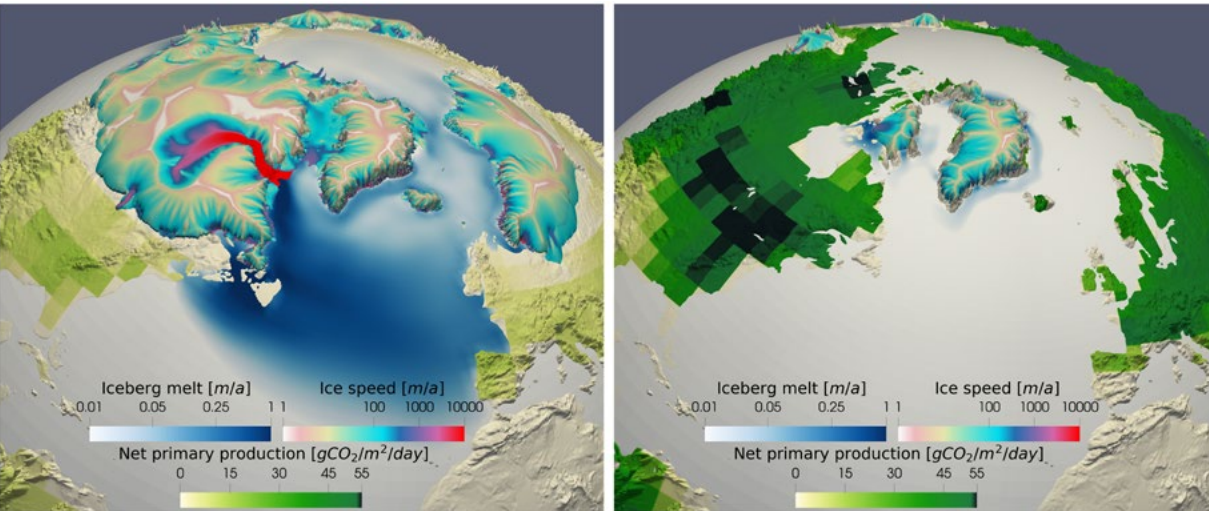 Iceberg melt [m/a]
Ice speed [m/a]
0.01 0.05 0.25 1
1 100 1000 10000
Net primary production [gCO₂/m²/day]
0 15 30 45 55
Iceberg melt [m/a]
Ice speed [m/a]
0.01 0.05 0.25 1
1 100 1000 10000
Net primary production [gCO₂/m²/day]
0 15 30 45 55